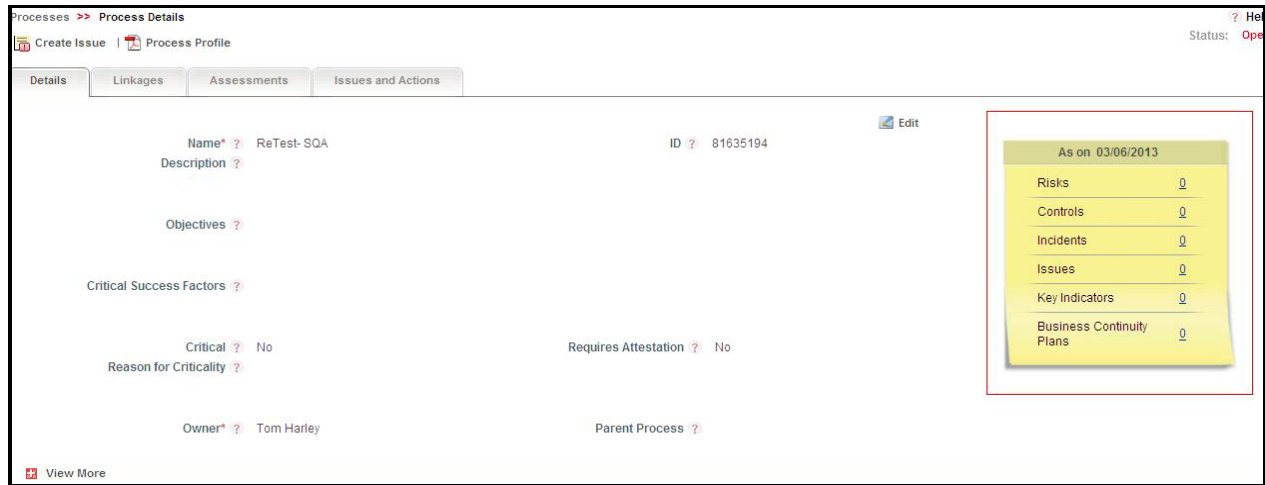 Processes >> Process Details
? Hel
Create Issue | Process Profile
Status: Ope
Details Linkages Assessments Issues and Actions
Edit
Name* ? ReTest- SQA ID ? 81635194
Description ?
Objectives ?
Critical Success Factors ?
Critical ? No Requires Attestation ? No
Reason for Criticality ?
Owner* ? Tom Harley Parent Process ?
View More
As on 03/06/2013
Risks 0
Controls 0
Incidents 0
Issues 0
Key Indicators 0
Business Continuity
Plans 0